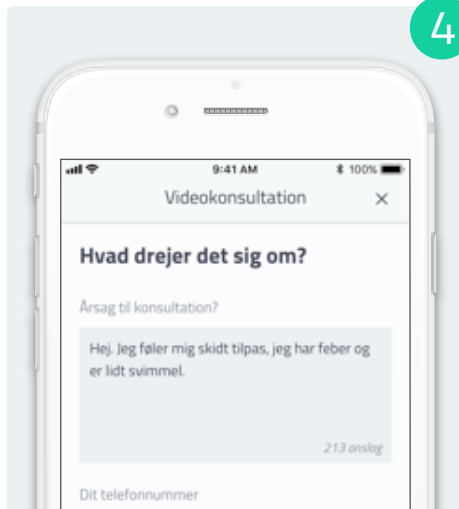 4
9:41 AM 100%
Videokonsultation ×
Hvad drejer det sig om?
Årsag til konsultation?
Hej. Jeg føler mig skidt tilpas, jeg har feber og
er lidt svimmel.
213 anslag
Dit telefonnummer